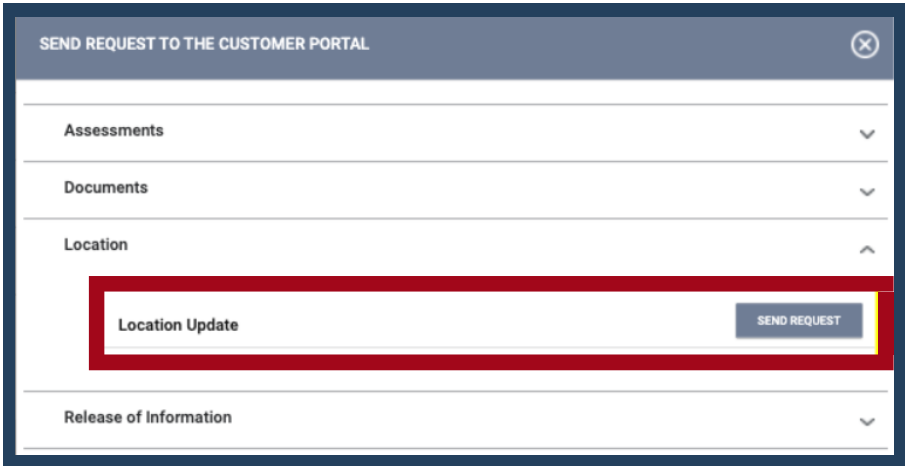 SEND REQUEST TO THE CUSTOMER PORTAL
Assessments
Documents
Location
Location Update SEND REQUEST
Release of Information